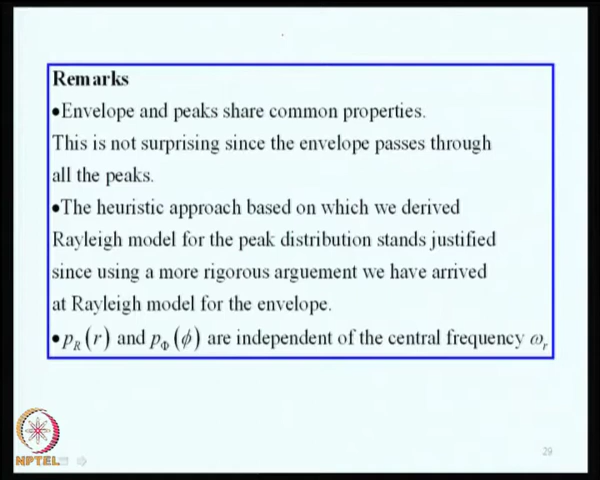 Remarks
•Envelope and peaks share common properties.
This is not surprising since the envelope passes through
all the peaks.
•The heuristic approach based on which we derived
Rayleigh model for the peak distribution stands justified
since using a more rigorous arguement we have arrived
at Rayleigh model for the envelope.
•p_R(r) and p_Φ(ϕ) are independent of the central frequency ω_r
NPTEL
29